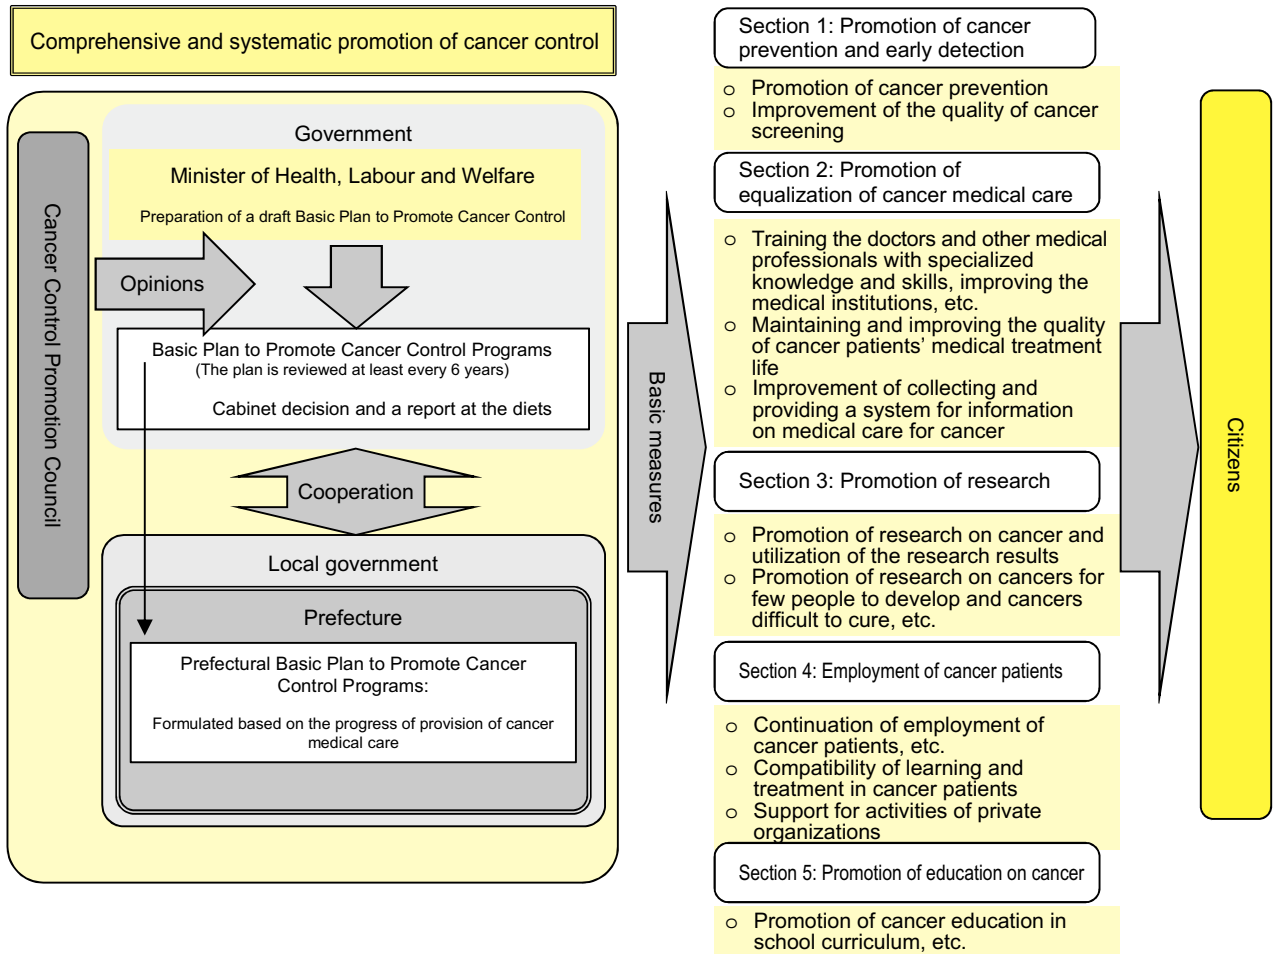 Comprehensive and systematic promotion of cancer control
Cancer Control Promotion Council
Government
Minister of Health, Labour and Welfare
Preparation of a draft Basic Plan to Promote Cancer Control
Opinions
Basic Plan to Promote Cancer Control Programs
(The plan is reviewed at least every 6 years)
Cabinet decision and a report at the diets
Cooperation
Local government
Prefecture
Prefectural Basic Plan to Promote Cancer
Control Programs:
Formulated based on the progress of provision of cancer
medical care
Basic measures
Section 1: Promotion of cancer
prevention and early detection
o Promotion of cancer prevention
o Improvement of the quality of cancer
screening
Section 2: Promotion of
equalization of cancer medical care
o Training the doctors and other medical
professionals with specialized
knowledge and skills, improving the
medical institutions, etc.
o Maintaining and improving the quality
of cancer patients’ medical treatment
life
o Improvement of collecting and
providing a system for information
on medical care for cancer
Section 3: Promotion of research
o Promotion of research on cancer and
utilization of the research results
o Promotion of research on cancers for
few people to develop and cancers
difficult to cure, etc.
Section 4: Employment of cancer patients
o Continuation of employment of
cancer patients, etc.
o Compatibility of learning and
treatment in cancer patients
o Support for activities of private
organizations
Section 5: Promotion of education on cancer
o Promotion of cancer education in
school curriculum, etc.
Citizens